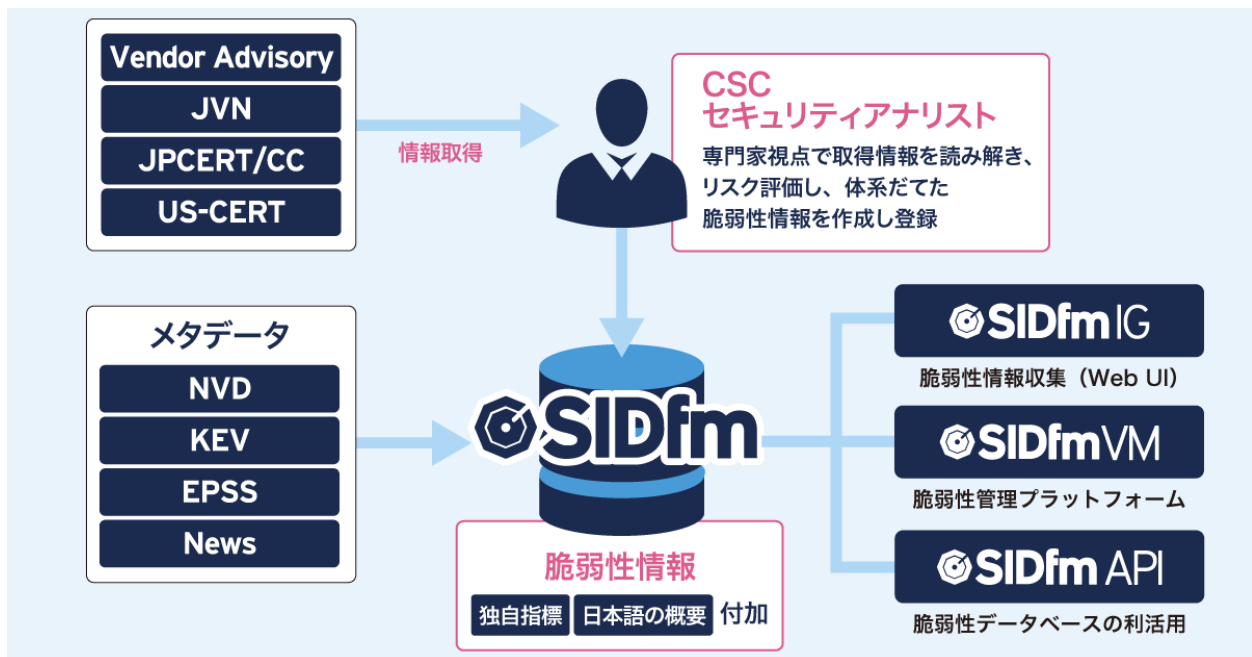 Vendor Advisory
JVN
JPCERT/CC
US-CERT
情報取得
CSC
セキュリティアナリスト
専門家視点で取得情報を読み解き、
リスク評価し、体系だてた
脆弱性情報を作成し登録
メタデータ
NVD
KEV
EPSS
News
SIDfm
脆弱性情報
独自指標 日本語の概要 付加
SIDfm IG
脆弱性情報収集（Web UI）
SIDfm VM
脆弱性管理プラットフォーム
SIDfm API
脆弱性データベースの利活用